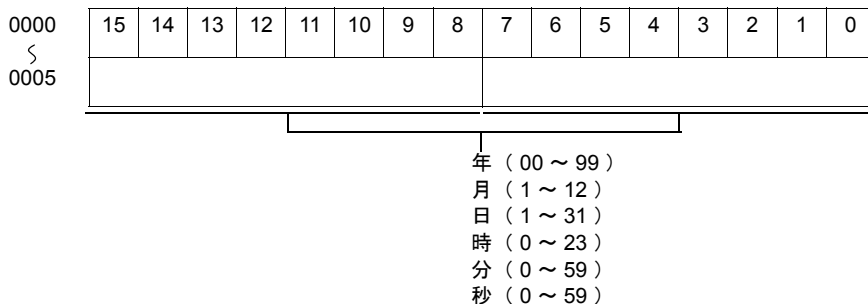 0000 15 14 13 12 11 10 9 8 7 6 5 4 3 2 1 0
〜
0005
年 ( 00 ～ 99 )
月 ( 1 ～ 12 )
日 ( 1 ～ 31 )
時 ( 0 ～ 23 )
分 ( 0 ～ 59 )
秒 ( 0 ～ 59 )